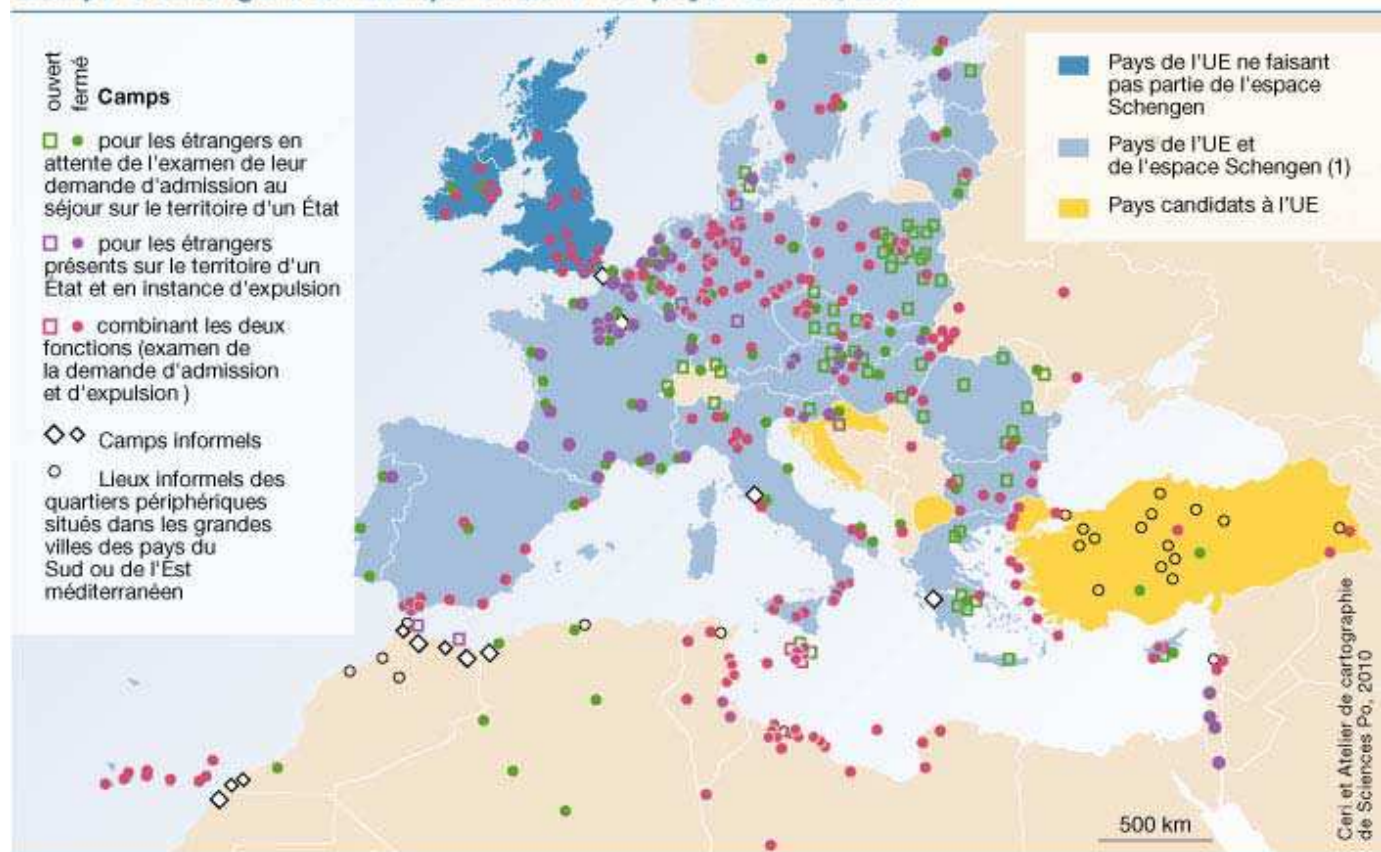 ouvert
fermé
Camps
pour les étrangers en
attente de l'examen de leur
demande d'admission au
séjour sur le territoire d'un État
pour les étrangers
présents sur le territoire d'un
État et en instance d'expulsion
combinant les deux
fonctions (examen de
la demande d'admission
et d'expulsion )
Camps informels
Lieux informels des
quartiers périphériques
situés dans les grandes
villes des pays du
Sud ou de l'Est
méditerranéen
Pays de l'UE ne faisant
pas partie de l'espace
Schengen
Pays de l'UE et
de l'espace Schengen (1)
Pays candidats à l'UE
500 km
Ceri et Atelier de cartographie
de Sciences Po, 2010